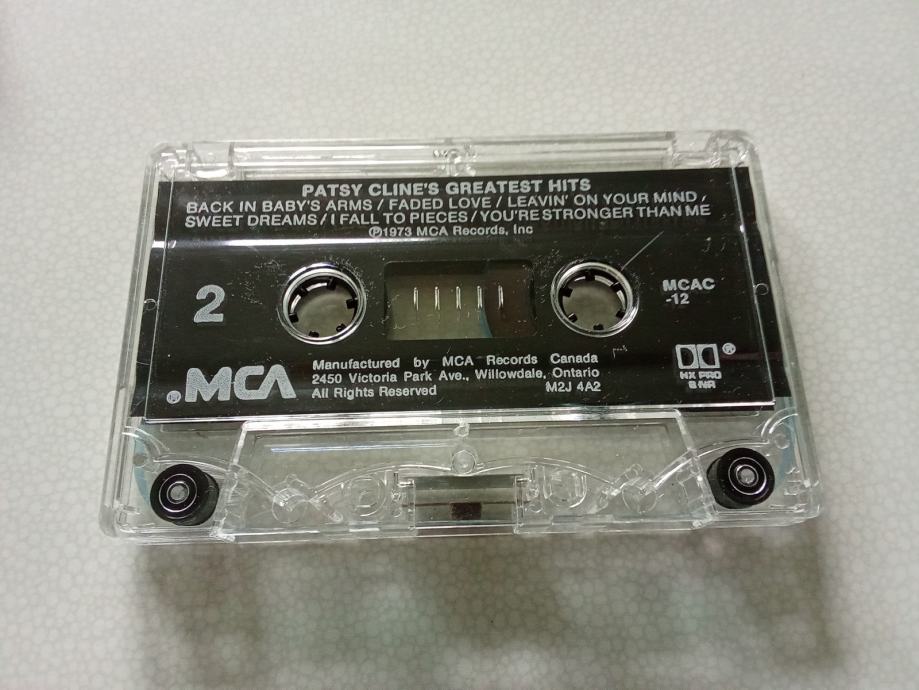 PATSY CLINE'S GREATEST HITS
BACK IN BABY'S ARMS / FADED LOVE / LEAVIN' ON YOUR MIND /
SWEET DREAMS / I FALL TO PIECES / YOU'RE STRONGER THAN ME
℗1973 MCA Records, Inc
2
MCAC
-12
®MCA
Manufactured by MCA Records Canada
2450 Victoria Park Ave., Willowdale, Ontario
All Rights Reserved M2J 4A2
®
HX PRO
B NR